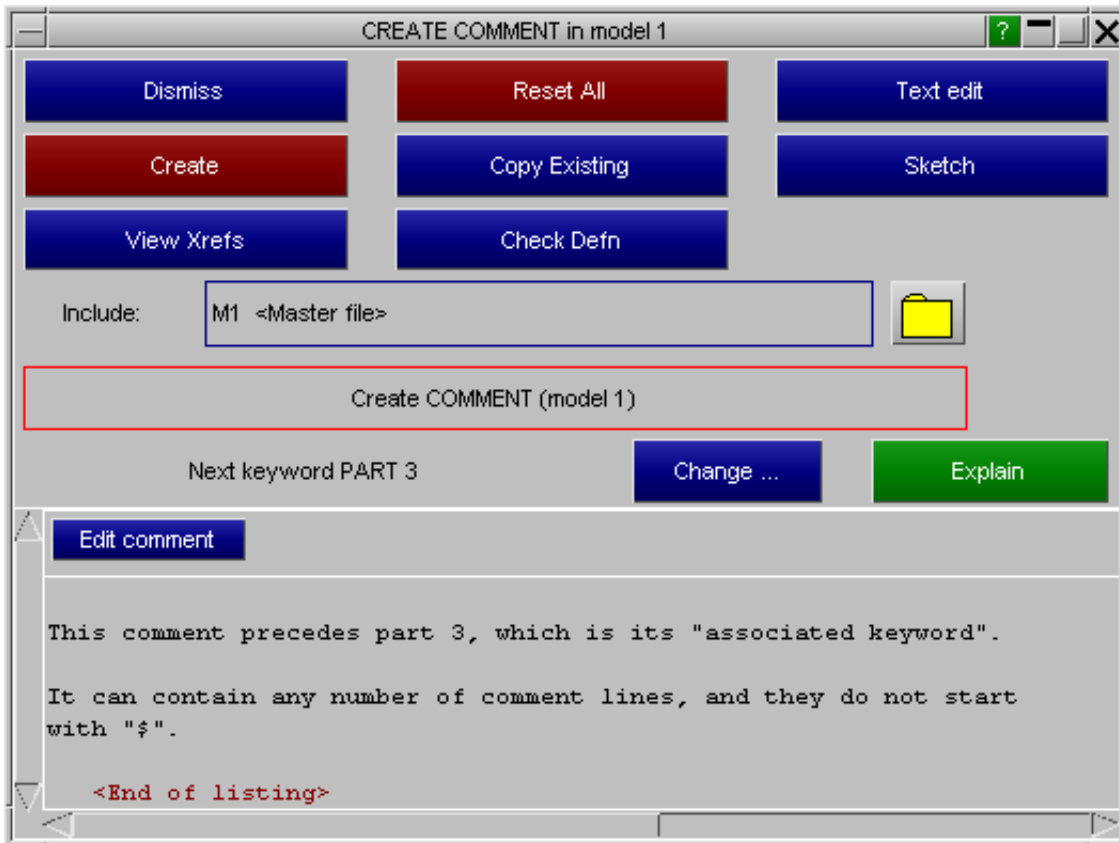 CREATE COMMENT in model 1 ?
Dismiss Reset All Text edit
Create Copy Existing Sketch
View Xrefs Check Defn
Include: M1 <Master file>
Create COMMENT (model 1)
Next keyword PART 3 Change ... Explain
Edit comment
This comment precedes part 3, which is its "associated keyword".
It can contain any number of comment lines, and they do not start
with "$".
<End of listing>